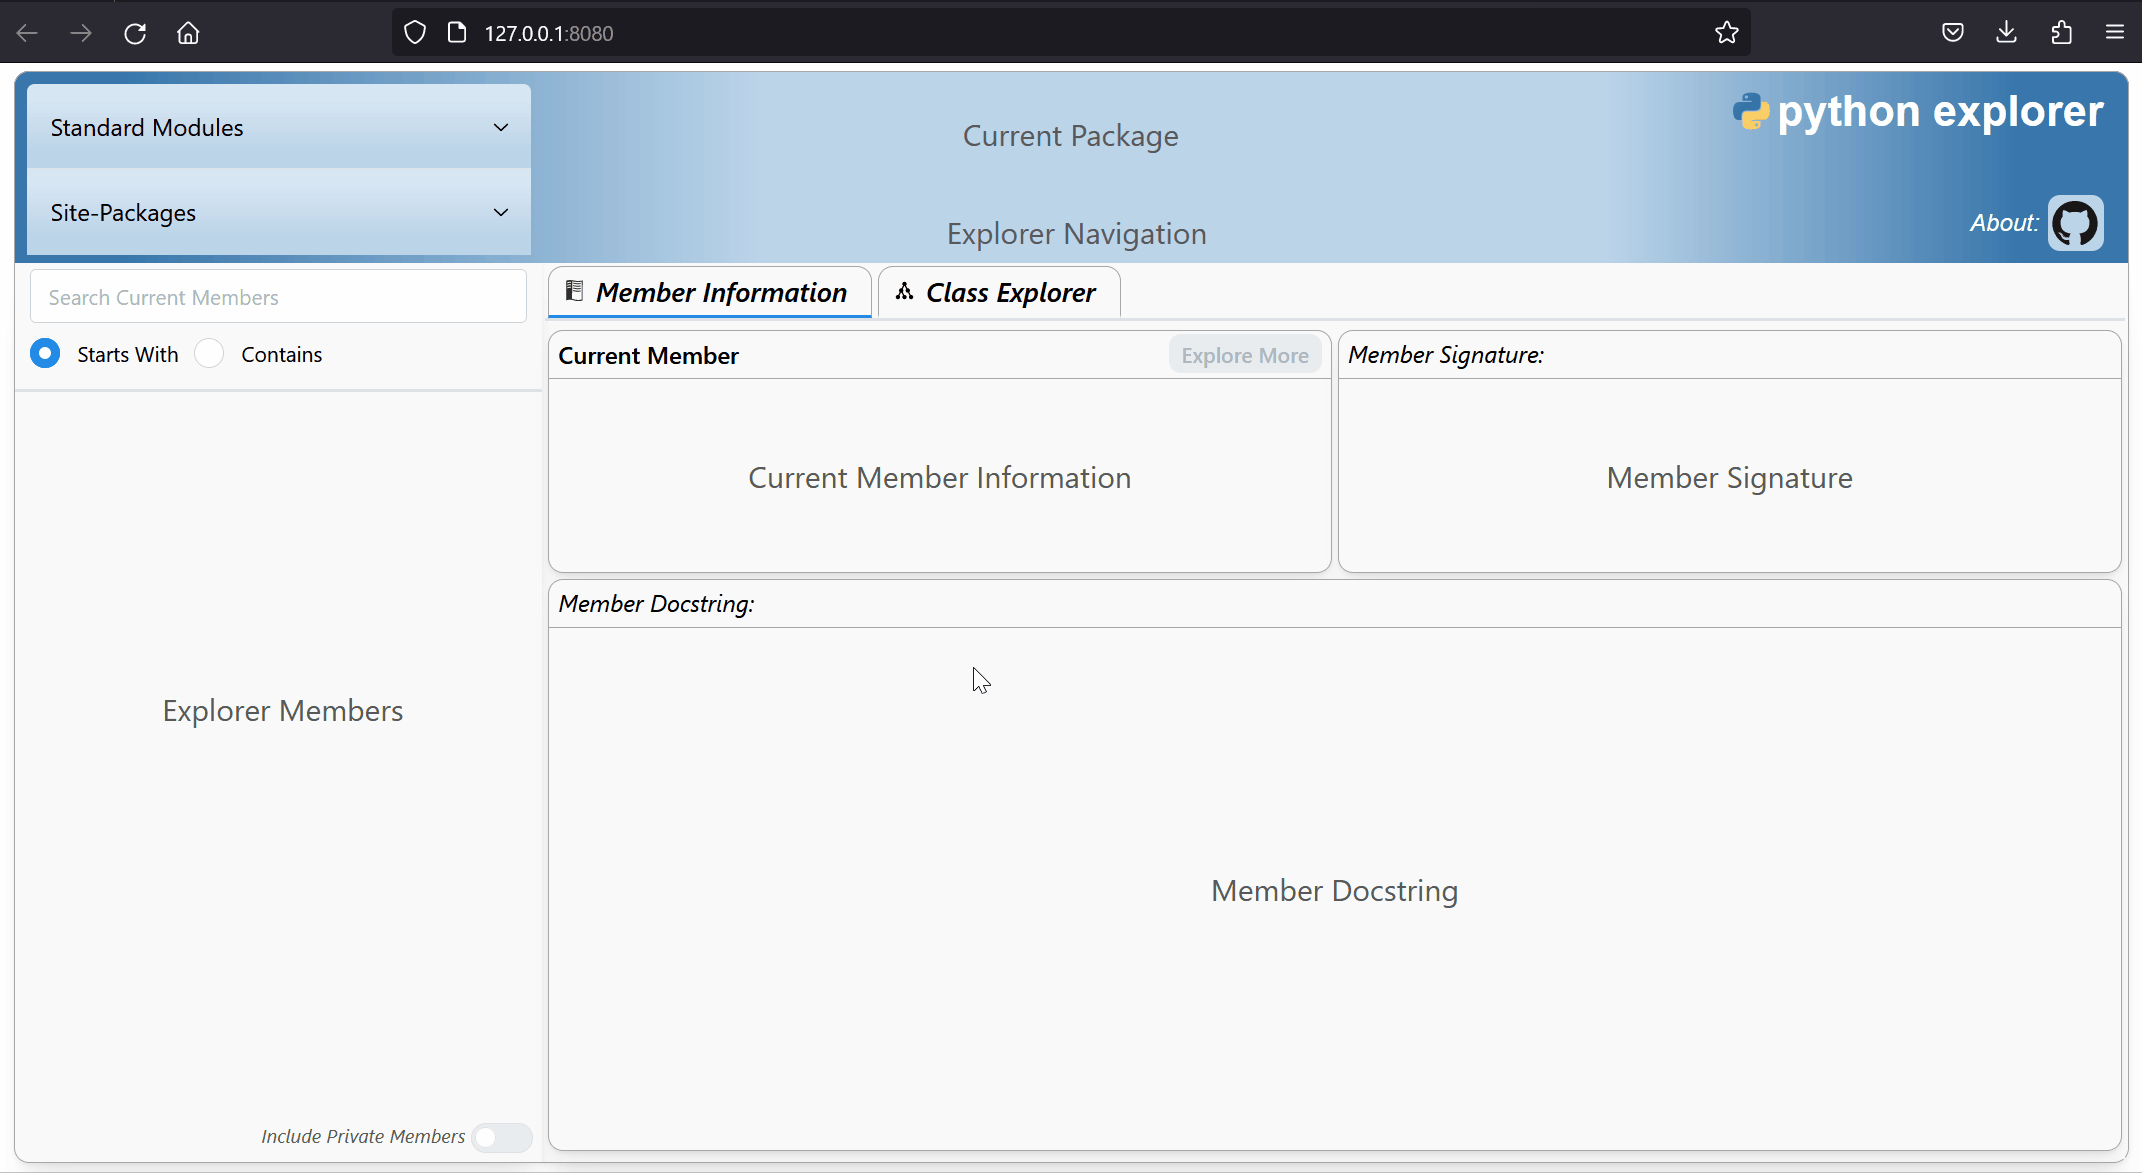 127.0.0.1:8080
Standard Modules
Site-Packages
Current Package
Explorer Navigation
python explorer
About:
Search Current Members
Starts With
Contains
Explorer Members
Include Private Members
Member Information
Class Explorer
Current Member
Explore More
Current Member Information
Member Signature:
Member Signature
Member Docstring:
Member Docstring